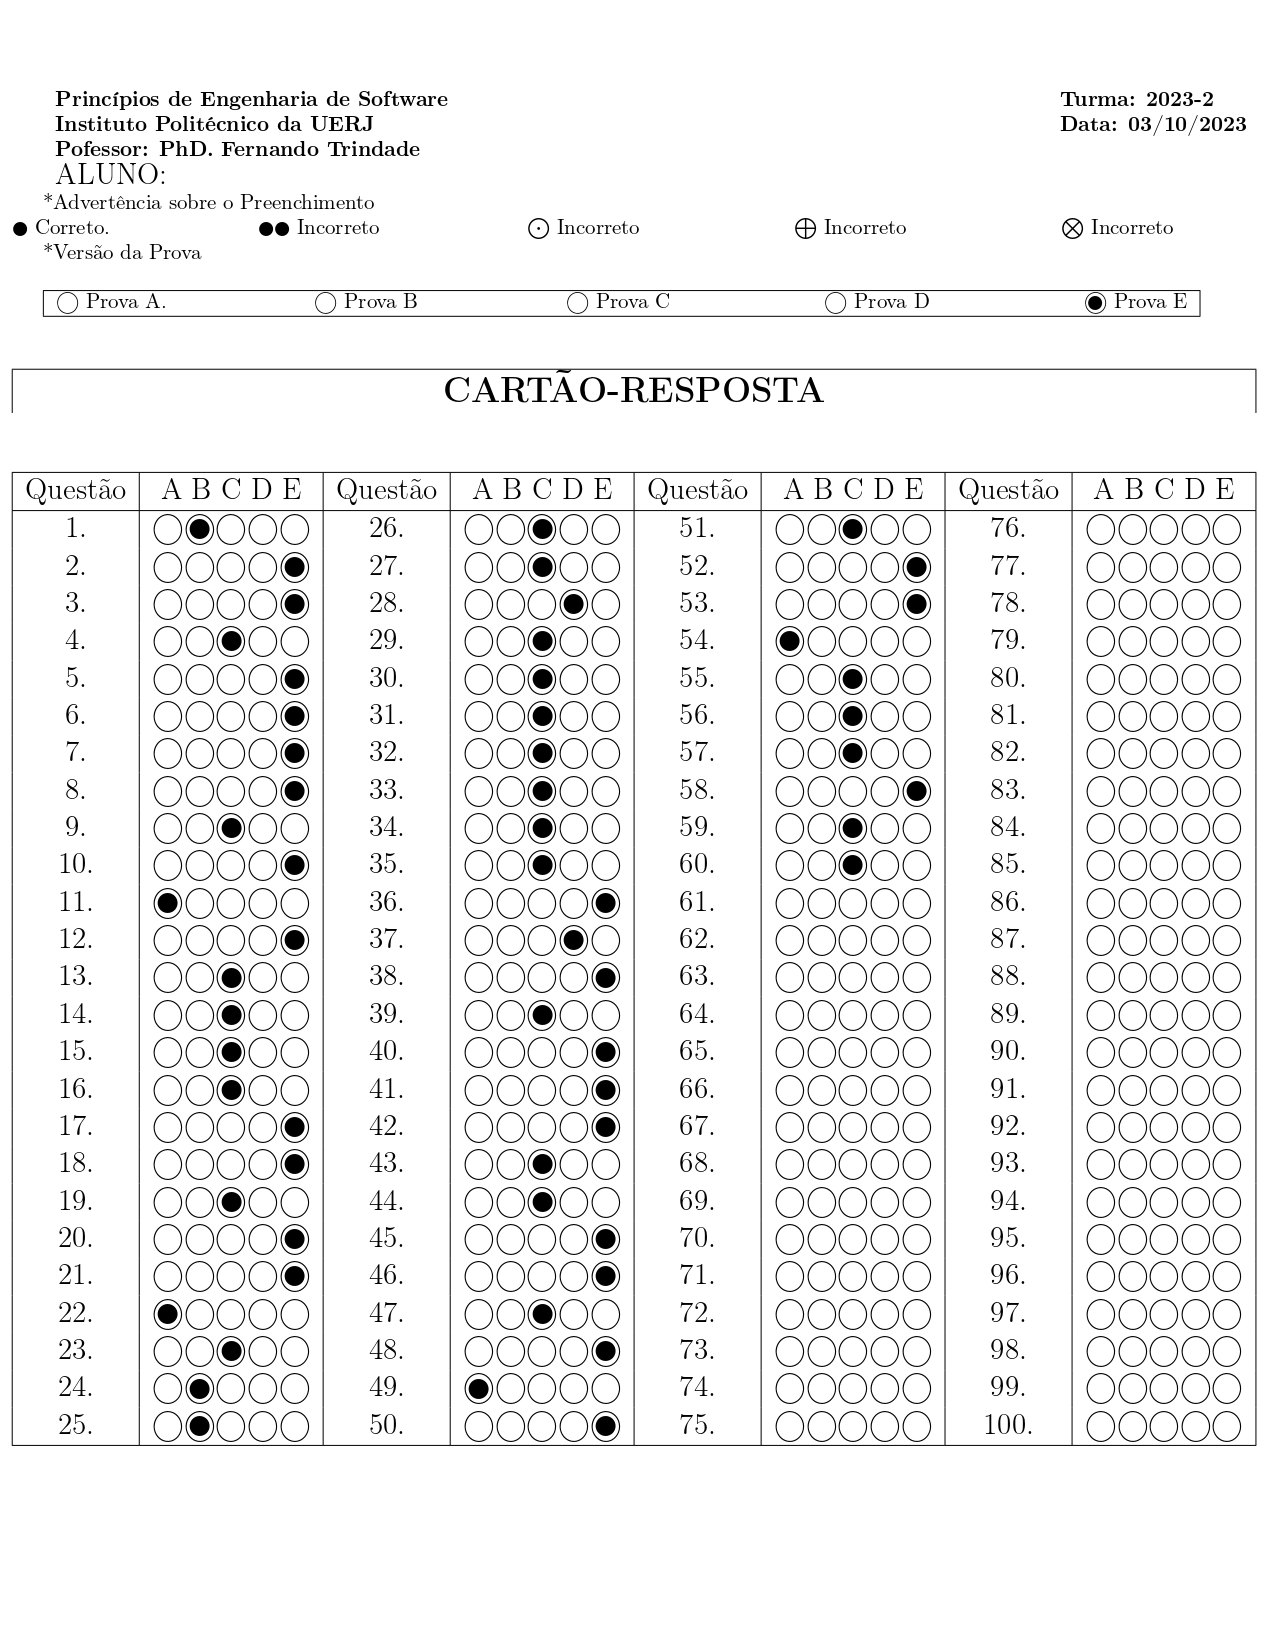 Princípios de Engenharia de Software
Turma: 2023-2
Instituto Politécnico da UERJ
Data: 03/10/2023
Pofessor: PhD. Fernando Trindade
ALUNO:
*Advertência sobre o Preenchimento
Correto. Incorreto Incorreto Incorreto Incorreto
*Versão da Prova
Prova A. Prova B Prova C Prova D Prova E
CARTÃO-RESPOSTA
Questão A B C D E Questão A B C D E Questão A B C D E Questão A B C D E
1. 26. 51. 76.
2. 27. 52. 77.
3. 28. 53. 78.
4. 29. 54. 79.
5. 30. 55. 80.
6. 31. 56. 81.
7. 32. 57. 82.
8. 33. 58. 83.
9. 34. 59. 84.
10. 35. 60. 85.
11. 36. 61. 86.
12. 37. 62. 87.
13. 38. 63. 88.
14. 39. 64. 89.
15. 40. 65. 90.
16. 41. 66. 91.
17. 42. 67. 92.
18. 43. 68. 93.
19. 44. 69. 94.
20. 45. 70. 95.
21. 46. 71. 96.
22. 47. 72. 97.
23. 48. 73. 98.
24. 49. 74. 99.
25. 50. 75. 100.